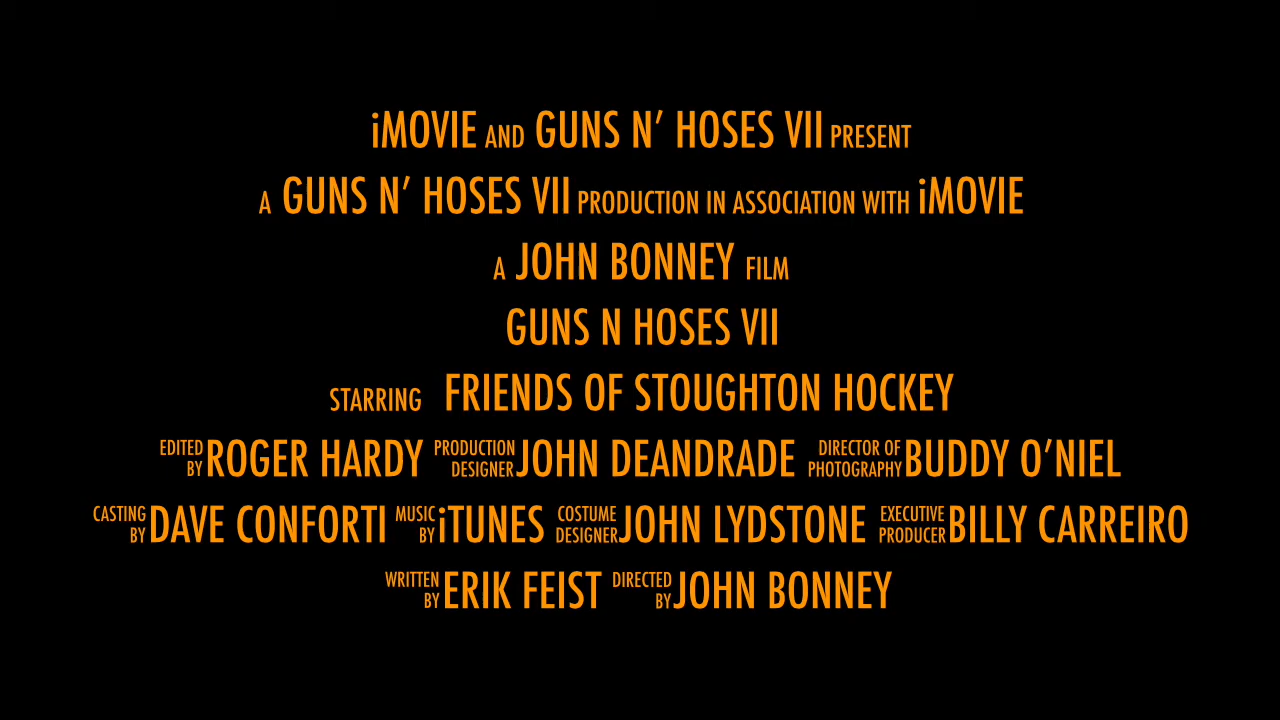 iMOVIE AND GUNS N' HOSES VII PRESENT
A GUNS N' HOSES VII PRODUCTION IN ASSOCIATION WITH iMOVIE
A JOHN BONNEY FILM
GUNS N HOSES VII
STARRING FRIENDS OF STOUGHTON HOCKEY
EDITED BY ROGER HARDY PRODUCTION DESIGNER JOHN DEANDRADE DIRECTOR OF PHOTOGRAPHY BUDDY O'NIEL
CASTING BY DAVE CONFORTI MUSIC BY iTUNES COSTUME DESIGNER JOHN LYDSTONE EXECUTIVE PRODUCER BILLY CARREIRO
WRITTEN BY ERIK FEIST DIRECTED BY JOHN BONNEY